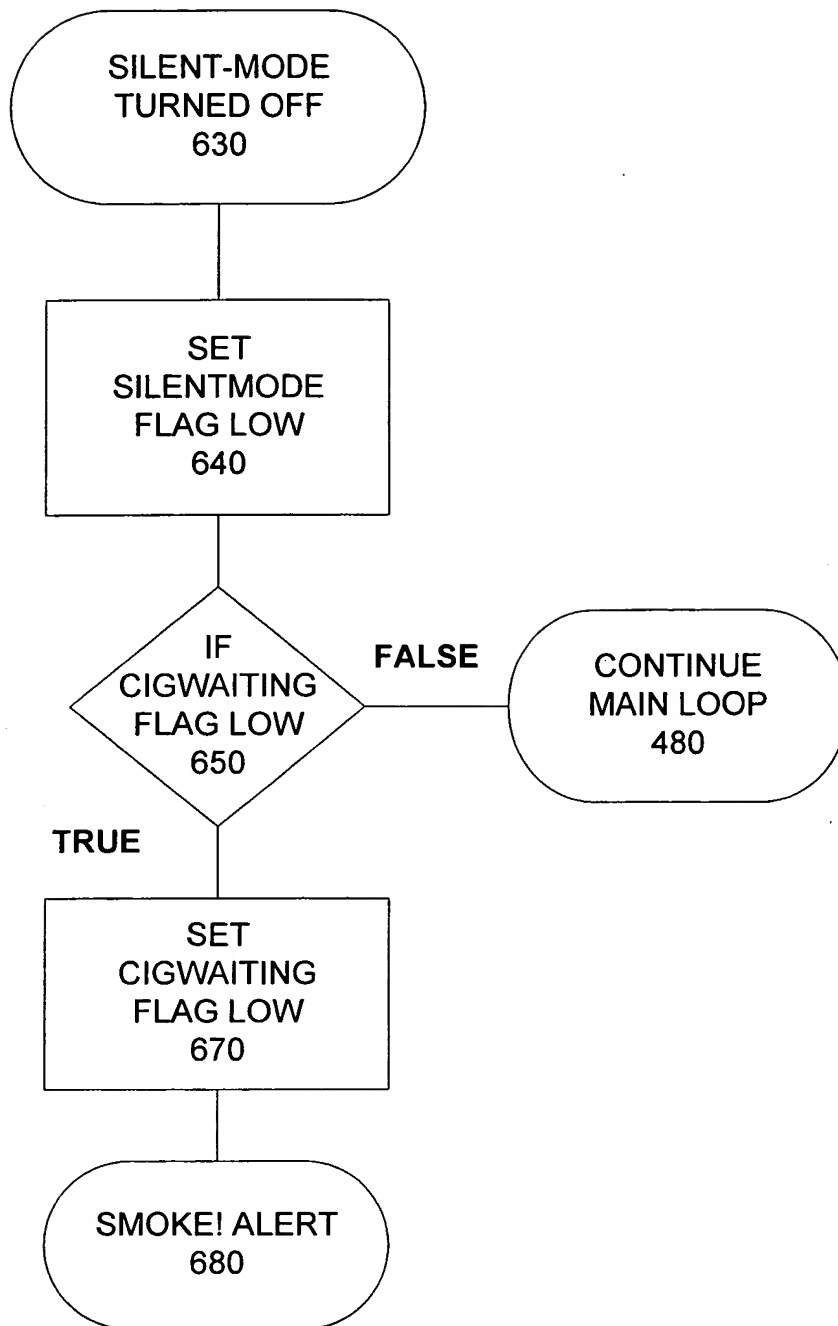 SILENT-MODE
TURNED OFF
630
SET
SILENTMODE
FLAG LOW
640
IF
CIGWAITING
FLAG LOW
650
FALSE
CONTINUE
MAIN LOOP
480
TRUE
SET
CIGWAITING
FLAG LOW
670
SMOKE! ALERT
680